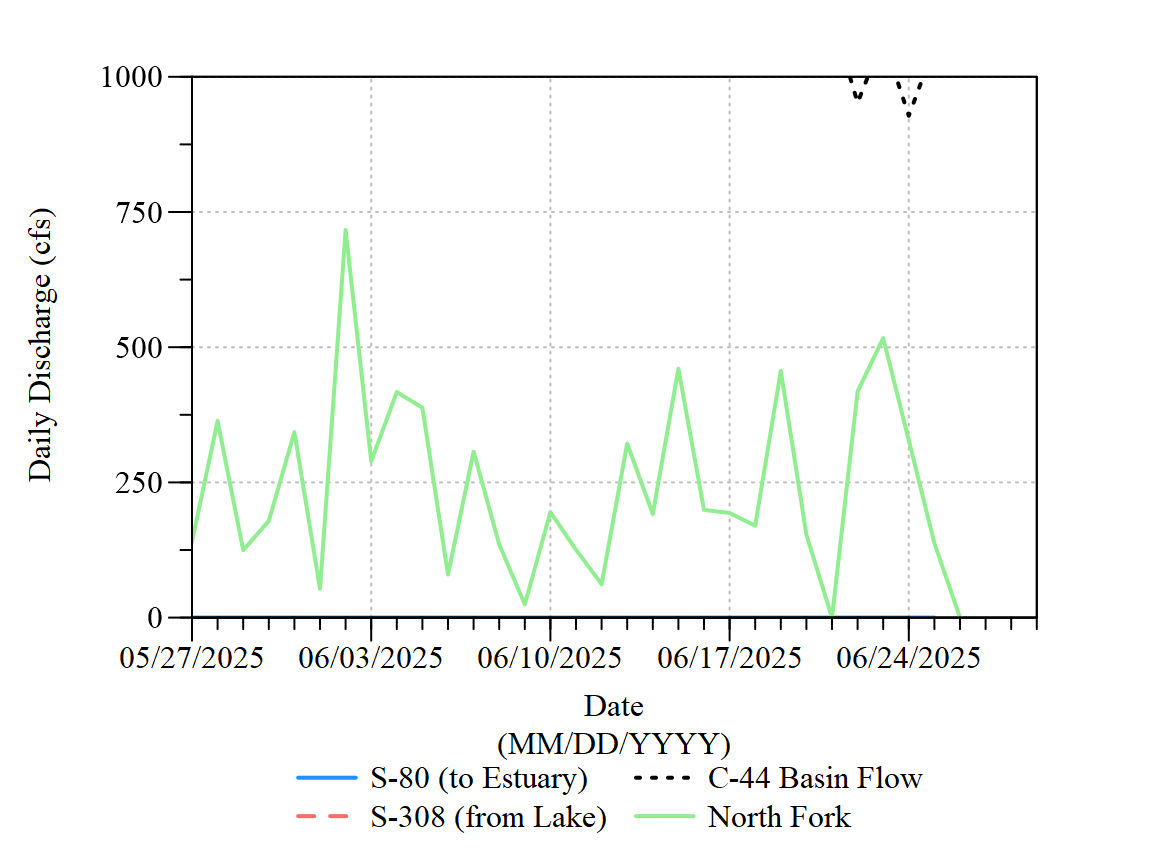 1000
750
500
250
0
Daily Discharge (cfs)
05/27/2025 06/03/2025 06/10/2025 06/17/2025 06/24/2025
Date
(MM/DD/YYYY)
S-80 (to Estuary) C-44 Basin Flow
S-308 (from Lake) North Fork